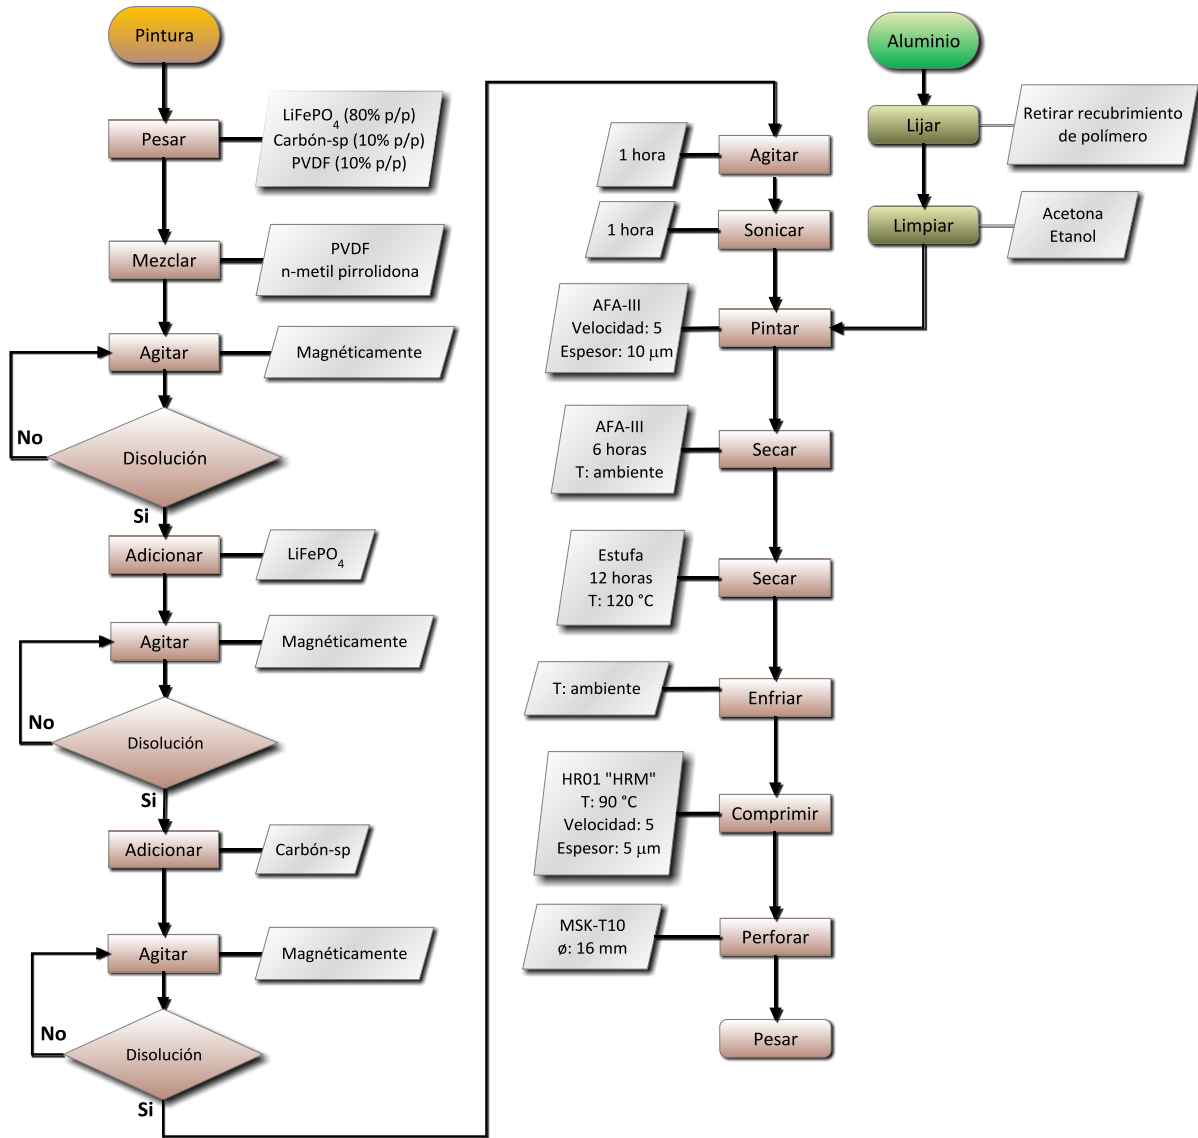 Pintura
Pesar
LiFePO4 (80% p/p)
Carbón-sp (10% p/p)
PVDF (10% p/p)
Mezclar
PVDF
n-metil pirrolidona
Agitar
Magnéticamente
No
Disolución
Si
Adicionar
LiFePO4
Agitar
Magnéticamente
No
Disolución
Si
Adicionar
Carbón-sp
Agitar
Magnéticamente
No
Disolución
Si
1 hora
Agitar
1 hora
Sonicar
AFA-III
Velocidad: 5
Espesor: 10 μm
Pintar
AFA-III
6 horas
T: ambiente
Secar
Estufa
12 horas
T: 120 °C
Secar
T: ambiente
Enfriar
HR01 "HRM"
T: 90 °C
Velocidad: 5
Espesor: 5 μm
Comprimir
MSK-T10
ø: 16 mm
Perforar
Pesar
Aluminio
Lijar
Retirar recubrimiento
de polímero
Limpiar
Acetona
Etanol